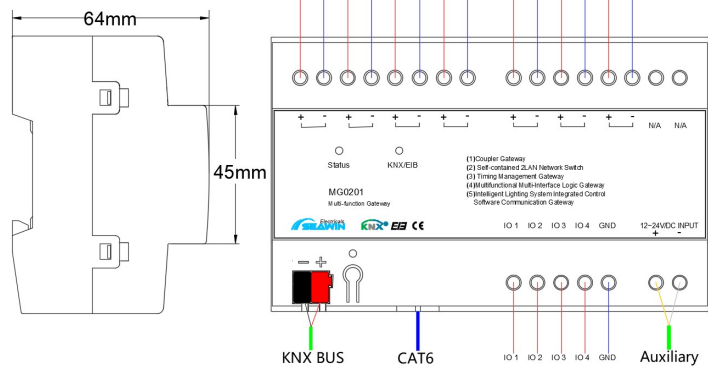 64mm
45mm
+ - + - + - + - + - + - + - N/A N/A
Status KNX/EIB
(1)Coupler Gateway
(2) Self-contained 2LAN Network Switch
(3) Timing Management Gateway
(4)Multifunctional Multi-Interface Logic Gateway
(5)Intelligent Lighting System Integrated Control
Software Communication Gateway
MG0201
Multi-function Gateway
Electricals
SEAWIN KNX EIB CE
IO 1 IO 2 IO 3 IO 4 GND 12~24V/DC INPUT
+ -
- +
KNX BUS CAT6 IO 1 IO 2 IO 3 IO 4 GND Auxiliary